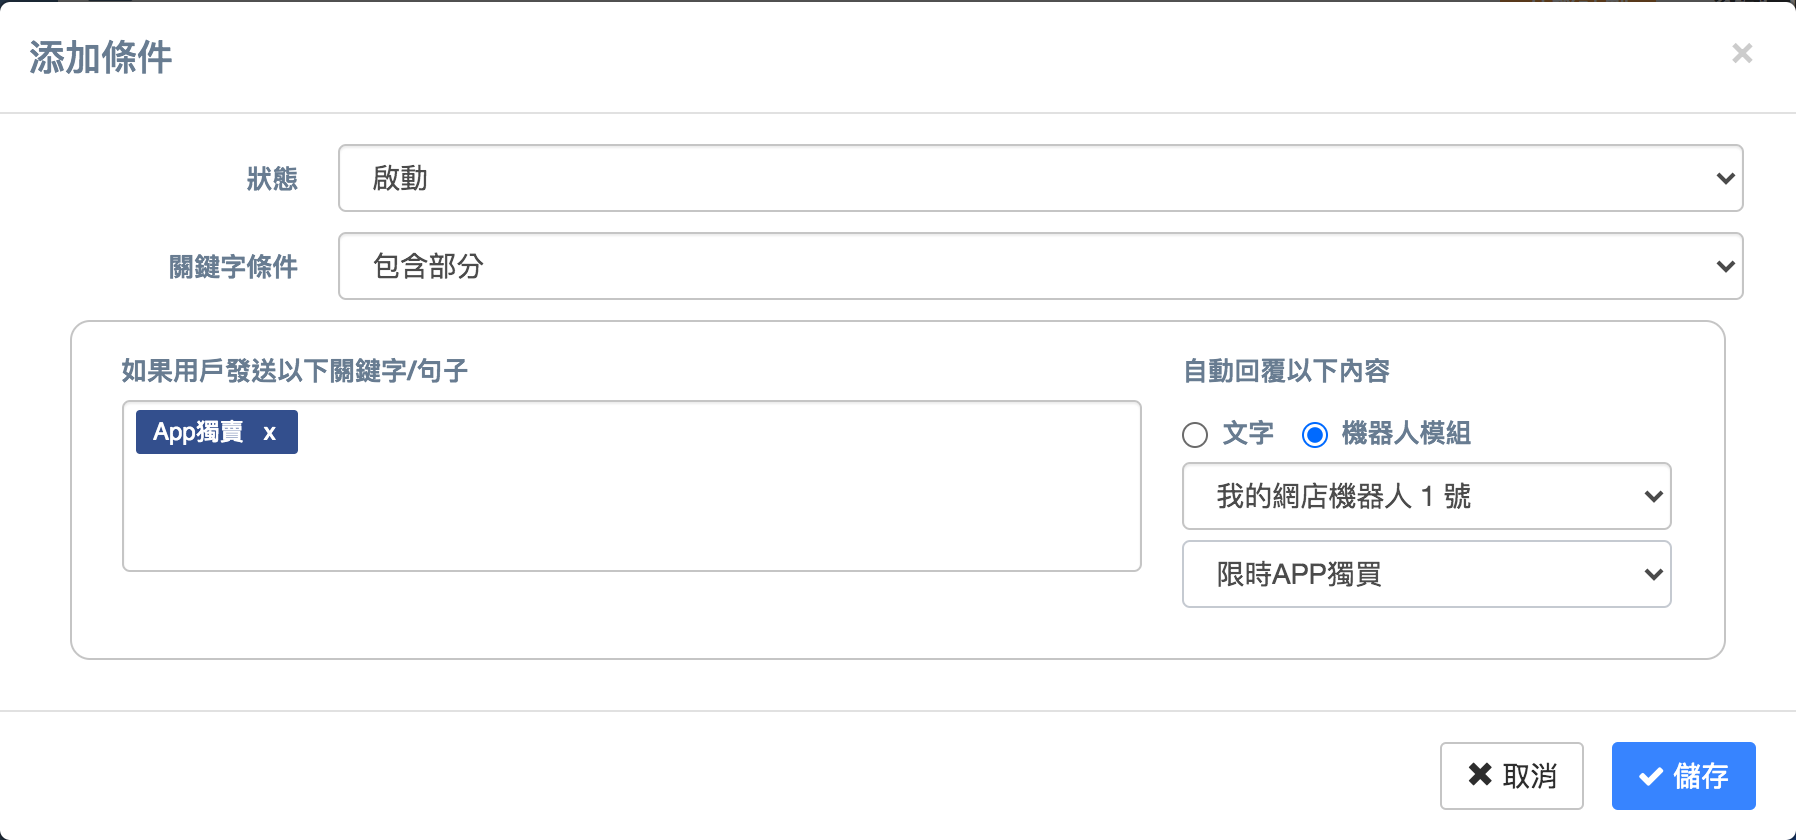 添加條件
×
狀態
啟動
關鍵字條件
包含部分
如果用戶發送以下關鍵字/句子
App獨賣 x
自動回覆以下內容
文字 機器人模組
我的網店機器人 1 號
限時APP獨買
取消
儲存